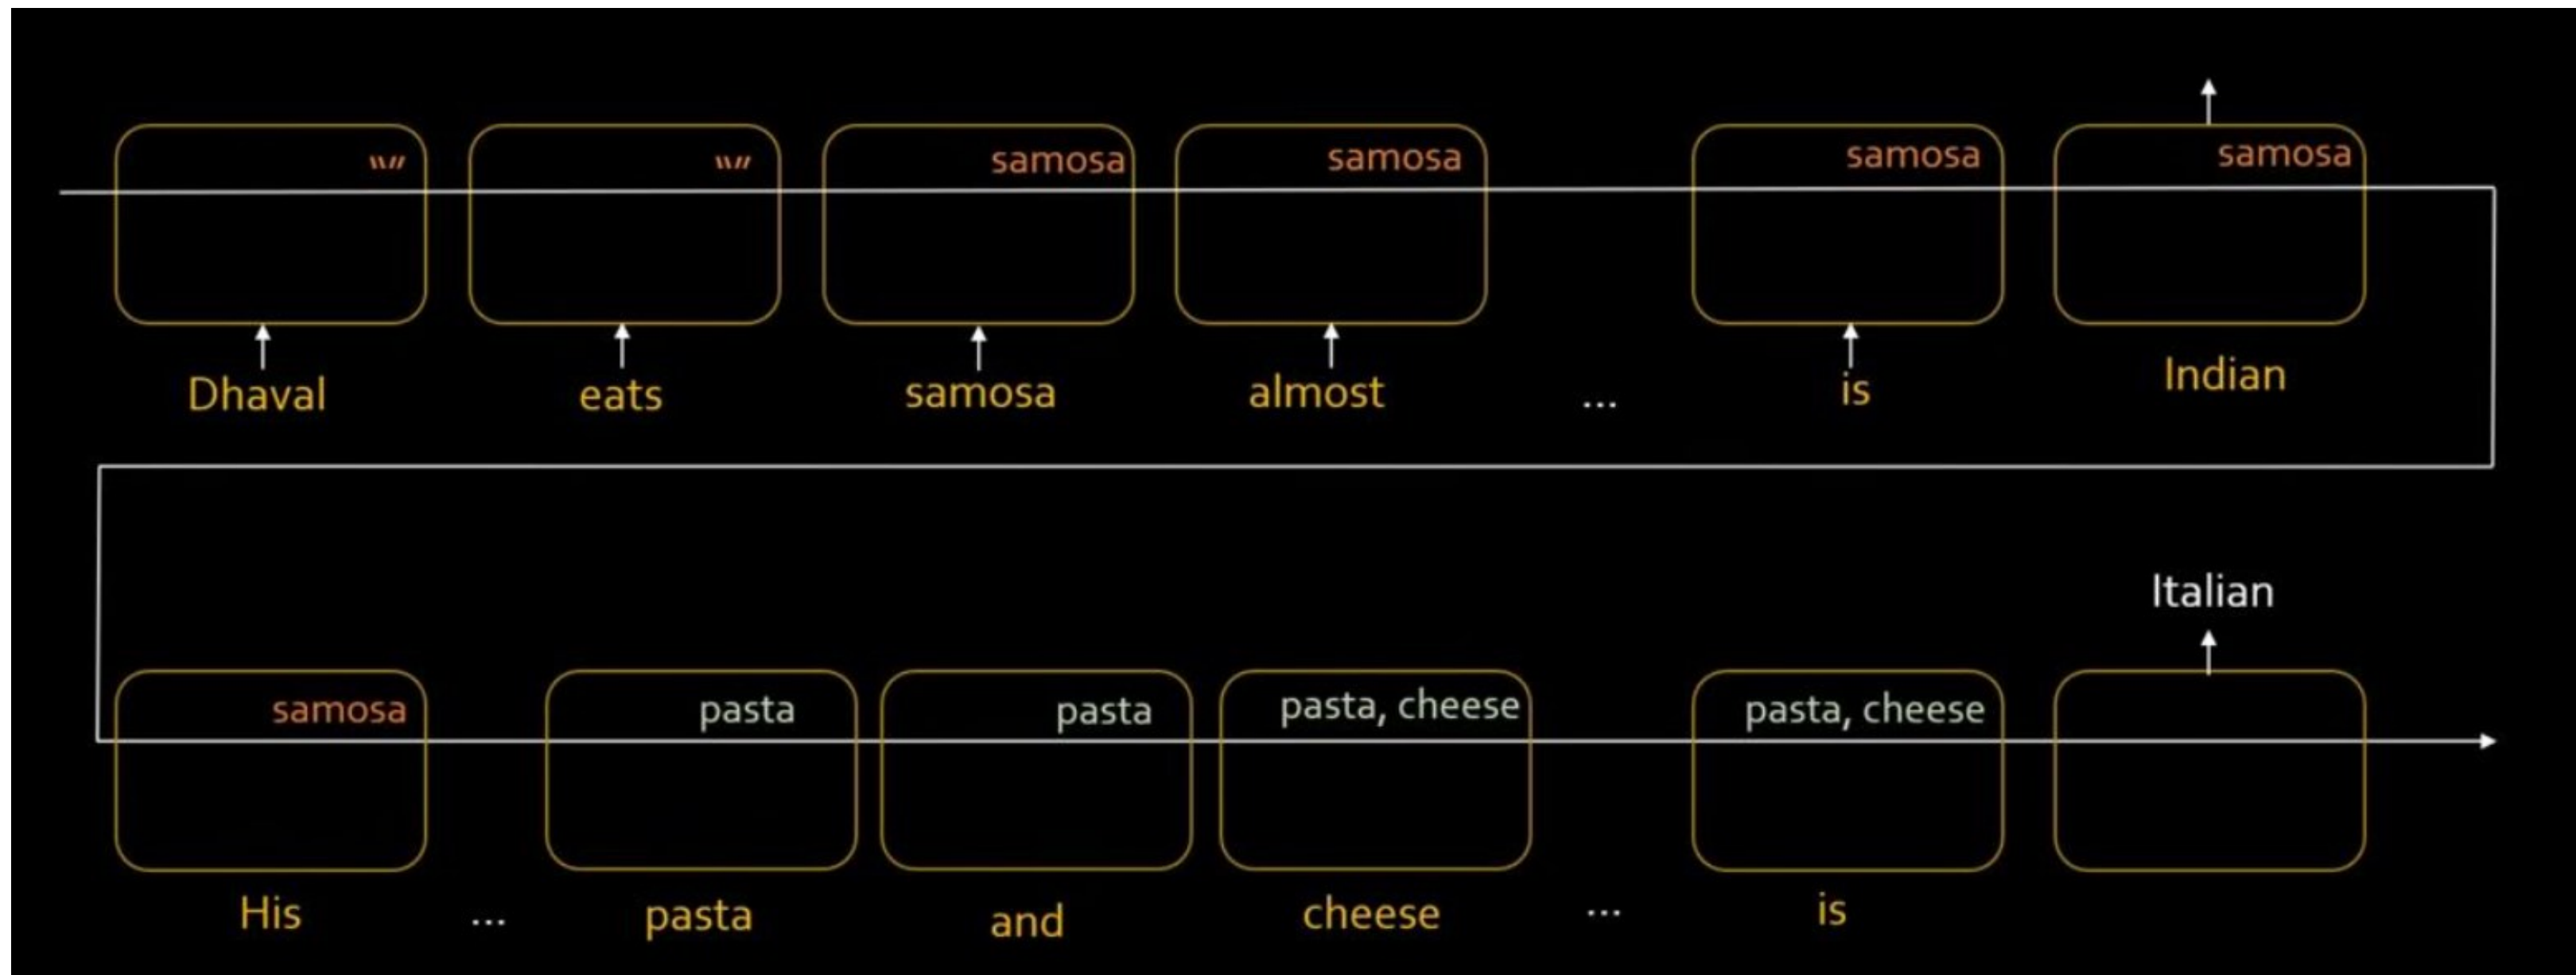 "" "" samosa samosa samosa samosa
Dhaval eats samosa almost ... is Indian
Italian
samosa pasta pasta pasta, cheese pasta, cheese
His ... pasta and cheese ... is